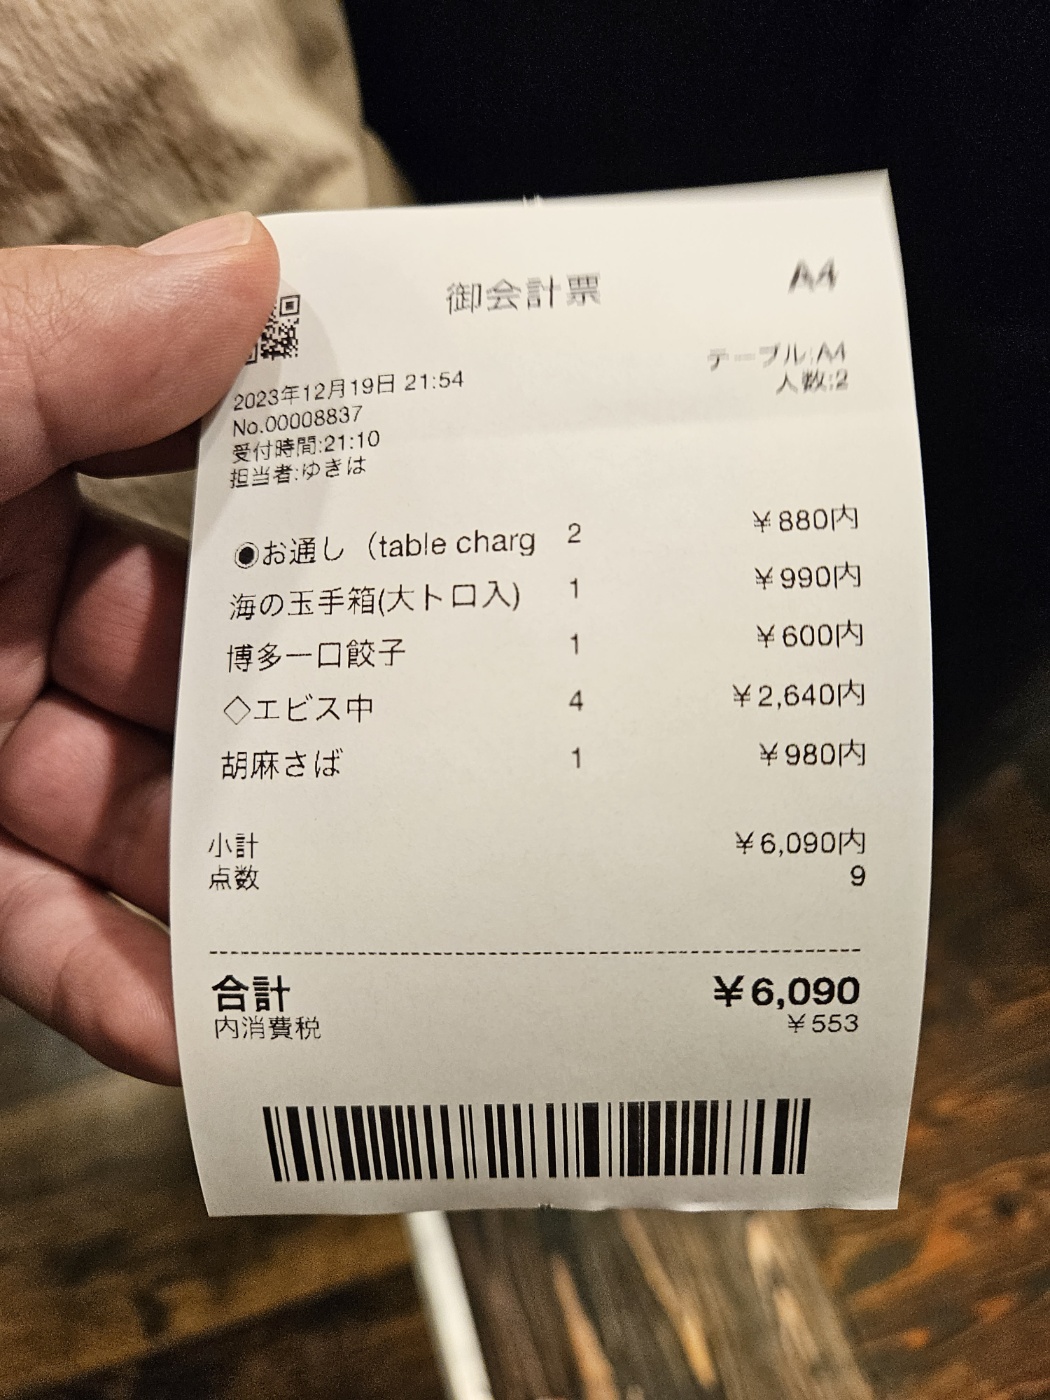 御会計票
A4
テーブル:A4
人数:2
2023年12月19日 21:54
No.00008837
受付時間:21:10
担当者:ゆきは
◉お通し（table charg 2 ￥880内
海の玉手箱(大トロ入) 1 ￥990内
博多一口餃子 1 ￥600内
◇エビス中 4 ￥2,640内
胡麻さば 1 ￥980内
小計 ￥6,090内
点数 9
合計 ￥6,090
内消費税 ￥553